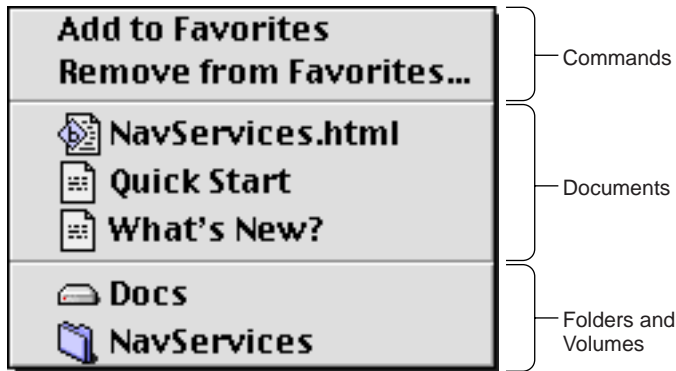 Add to Favorites
Remove from Favorites...
Commands
NavServices.html
Quick Start
What's New?
Documents
Docs
NavServices
Folders and
Volumes